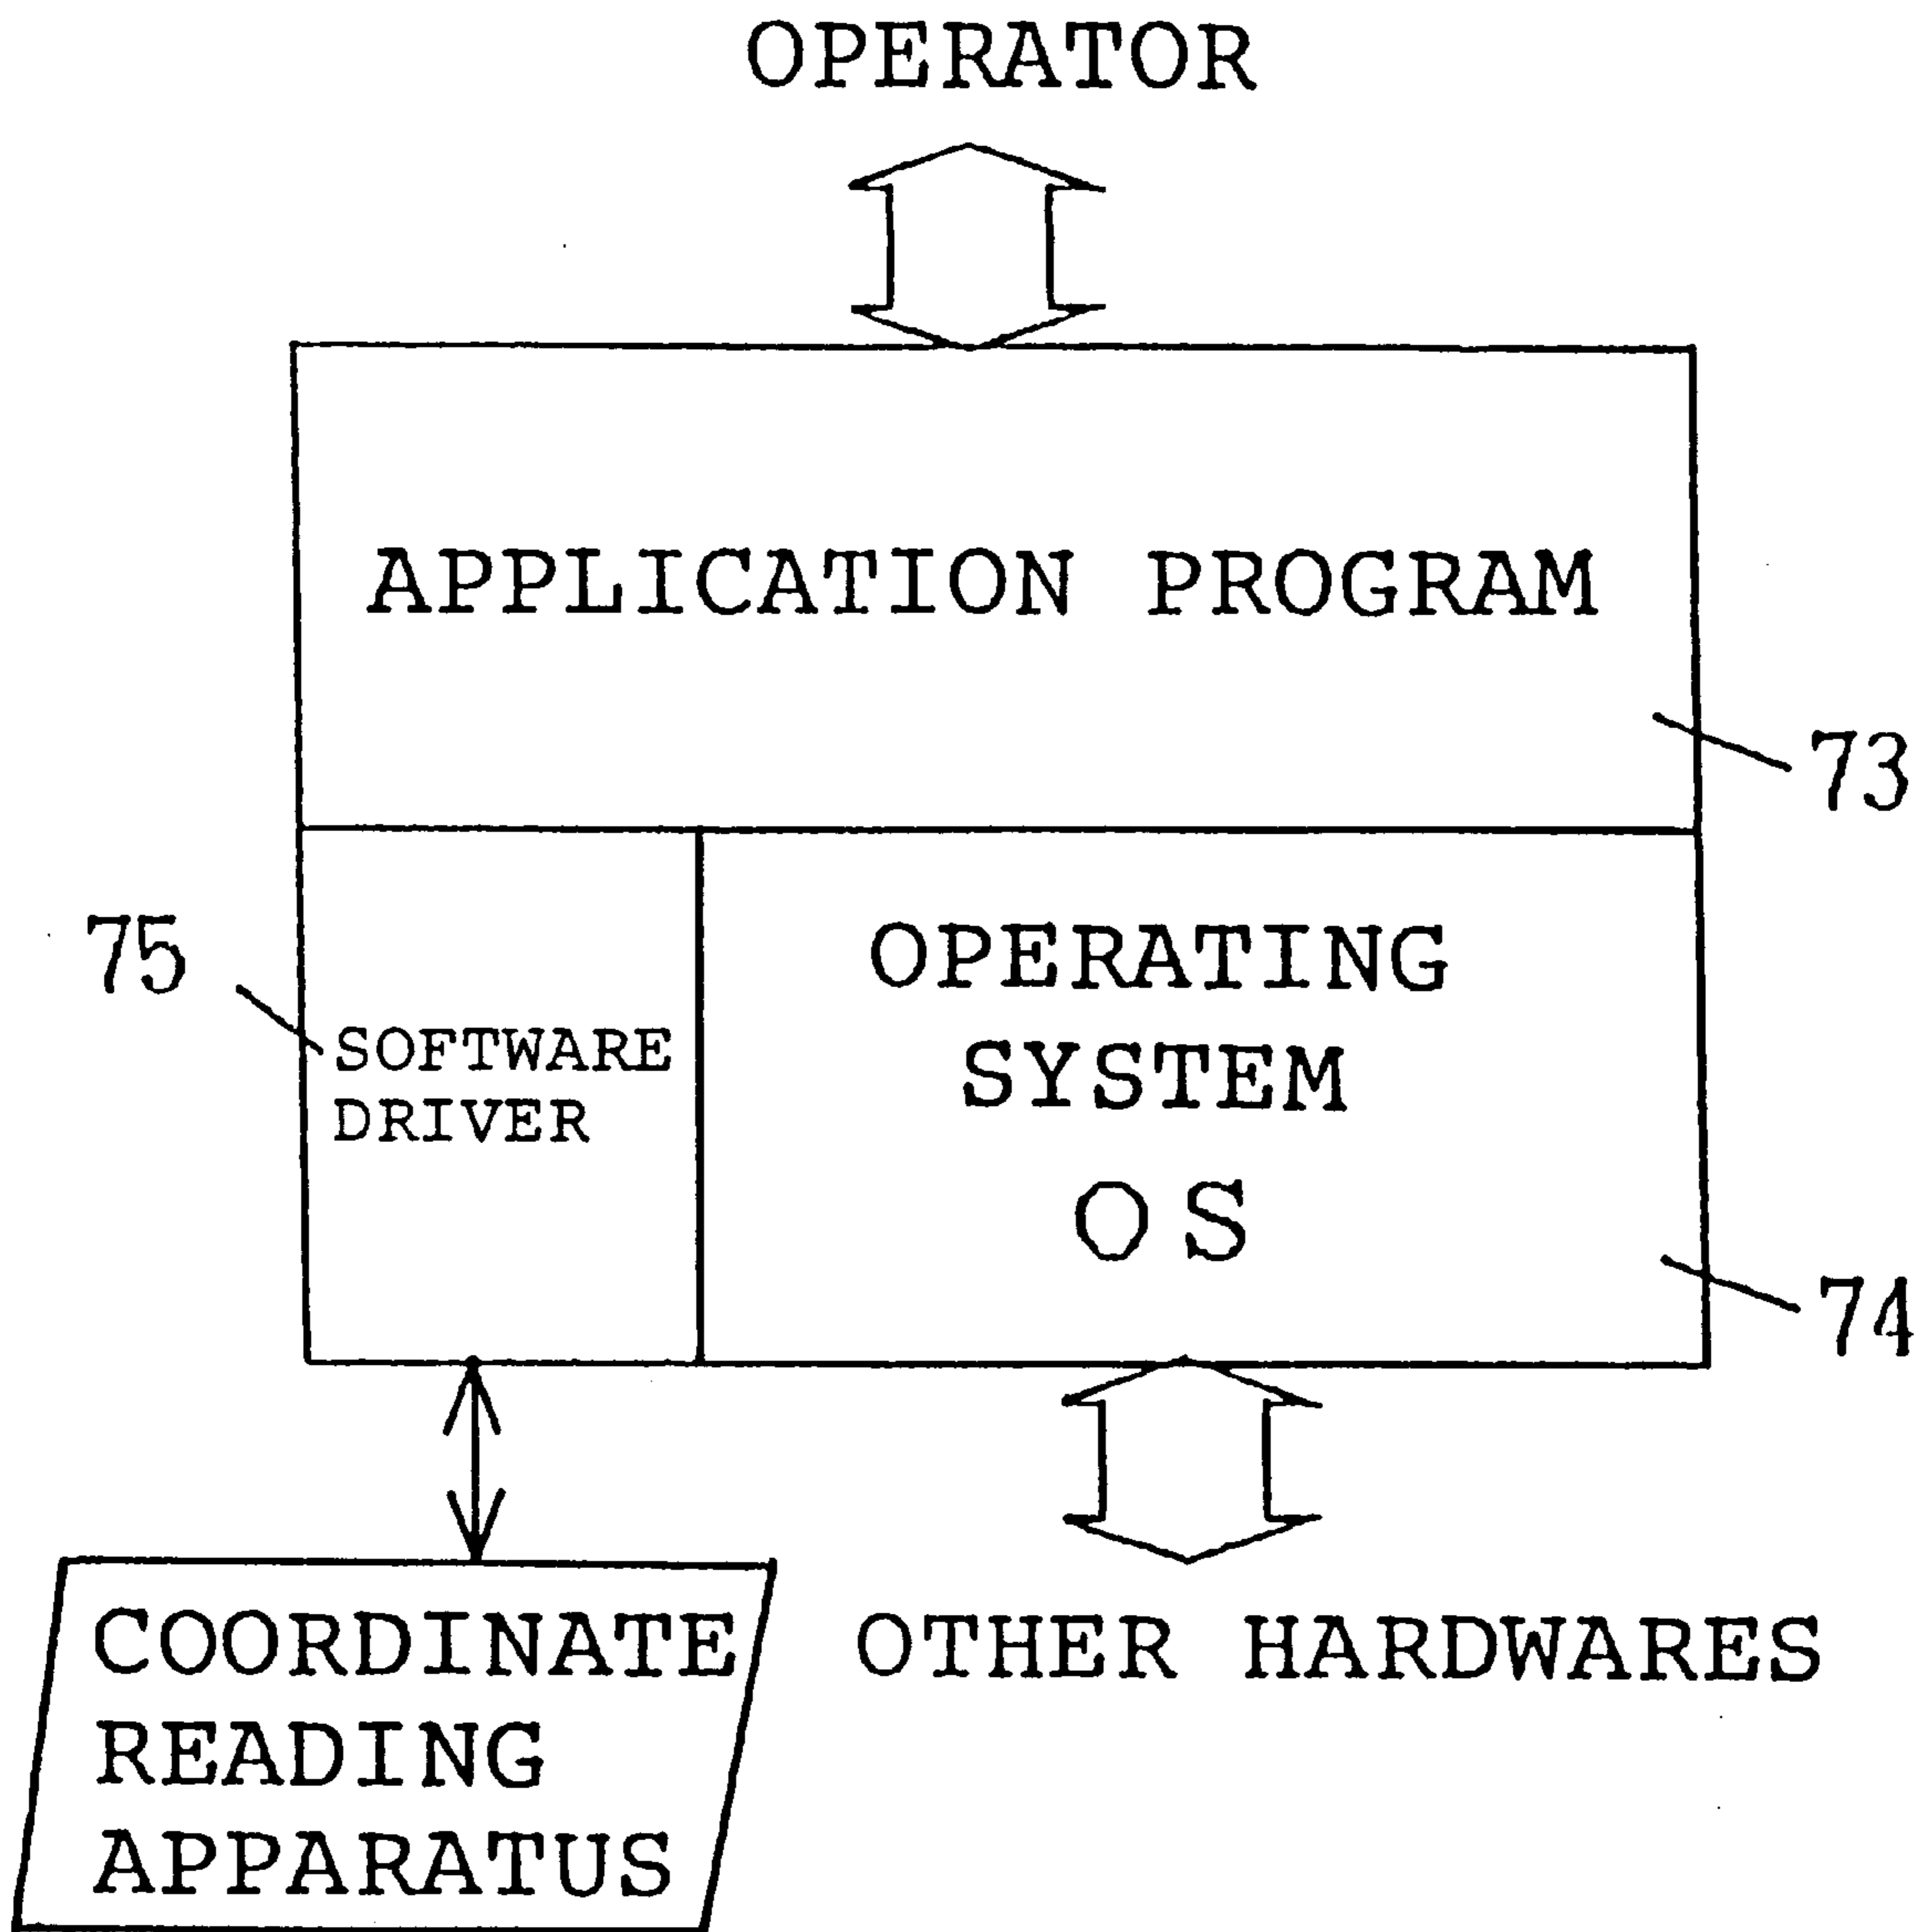 OPERATOR
APPLICATION PROGRAM
73
75
SOFTWARE
DRIVER
OPERATING
SYSTEM
OS
74
COORDINATE
READING
APPARATUS
OTHER HARDWARES